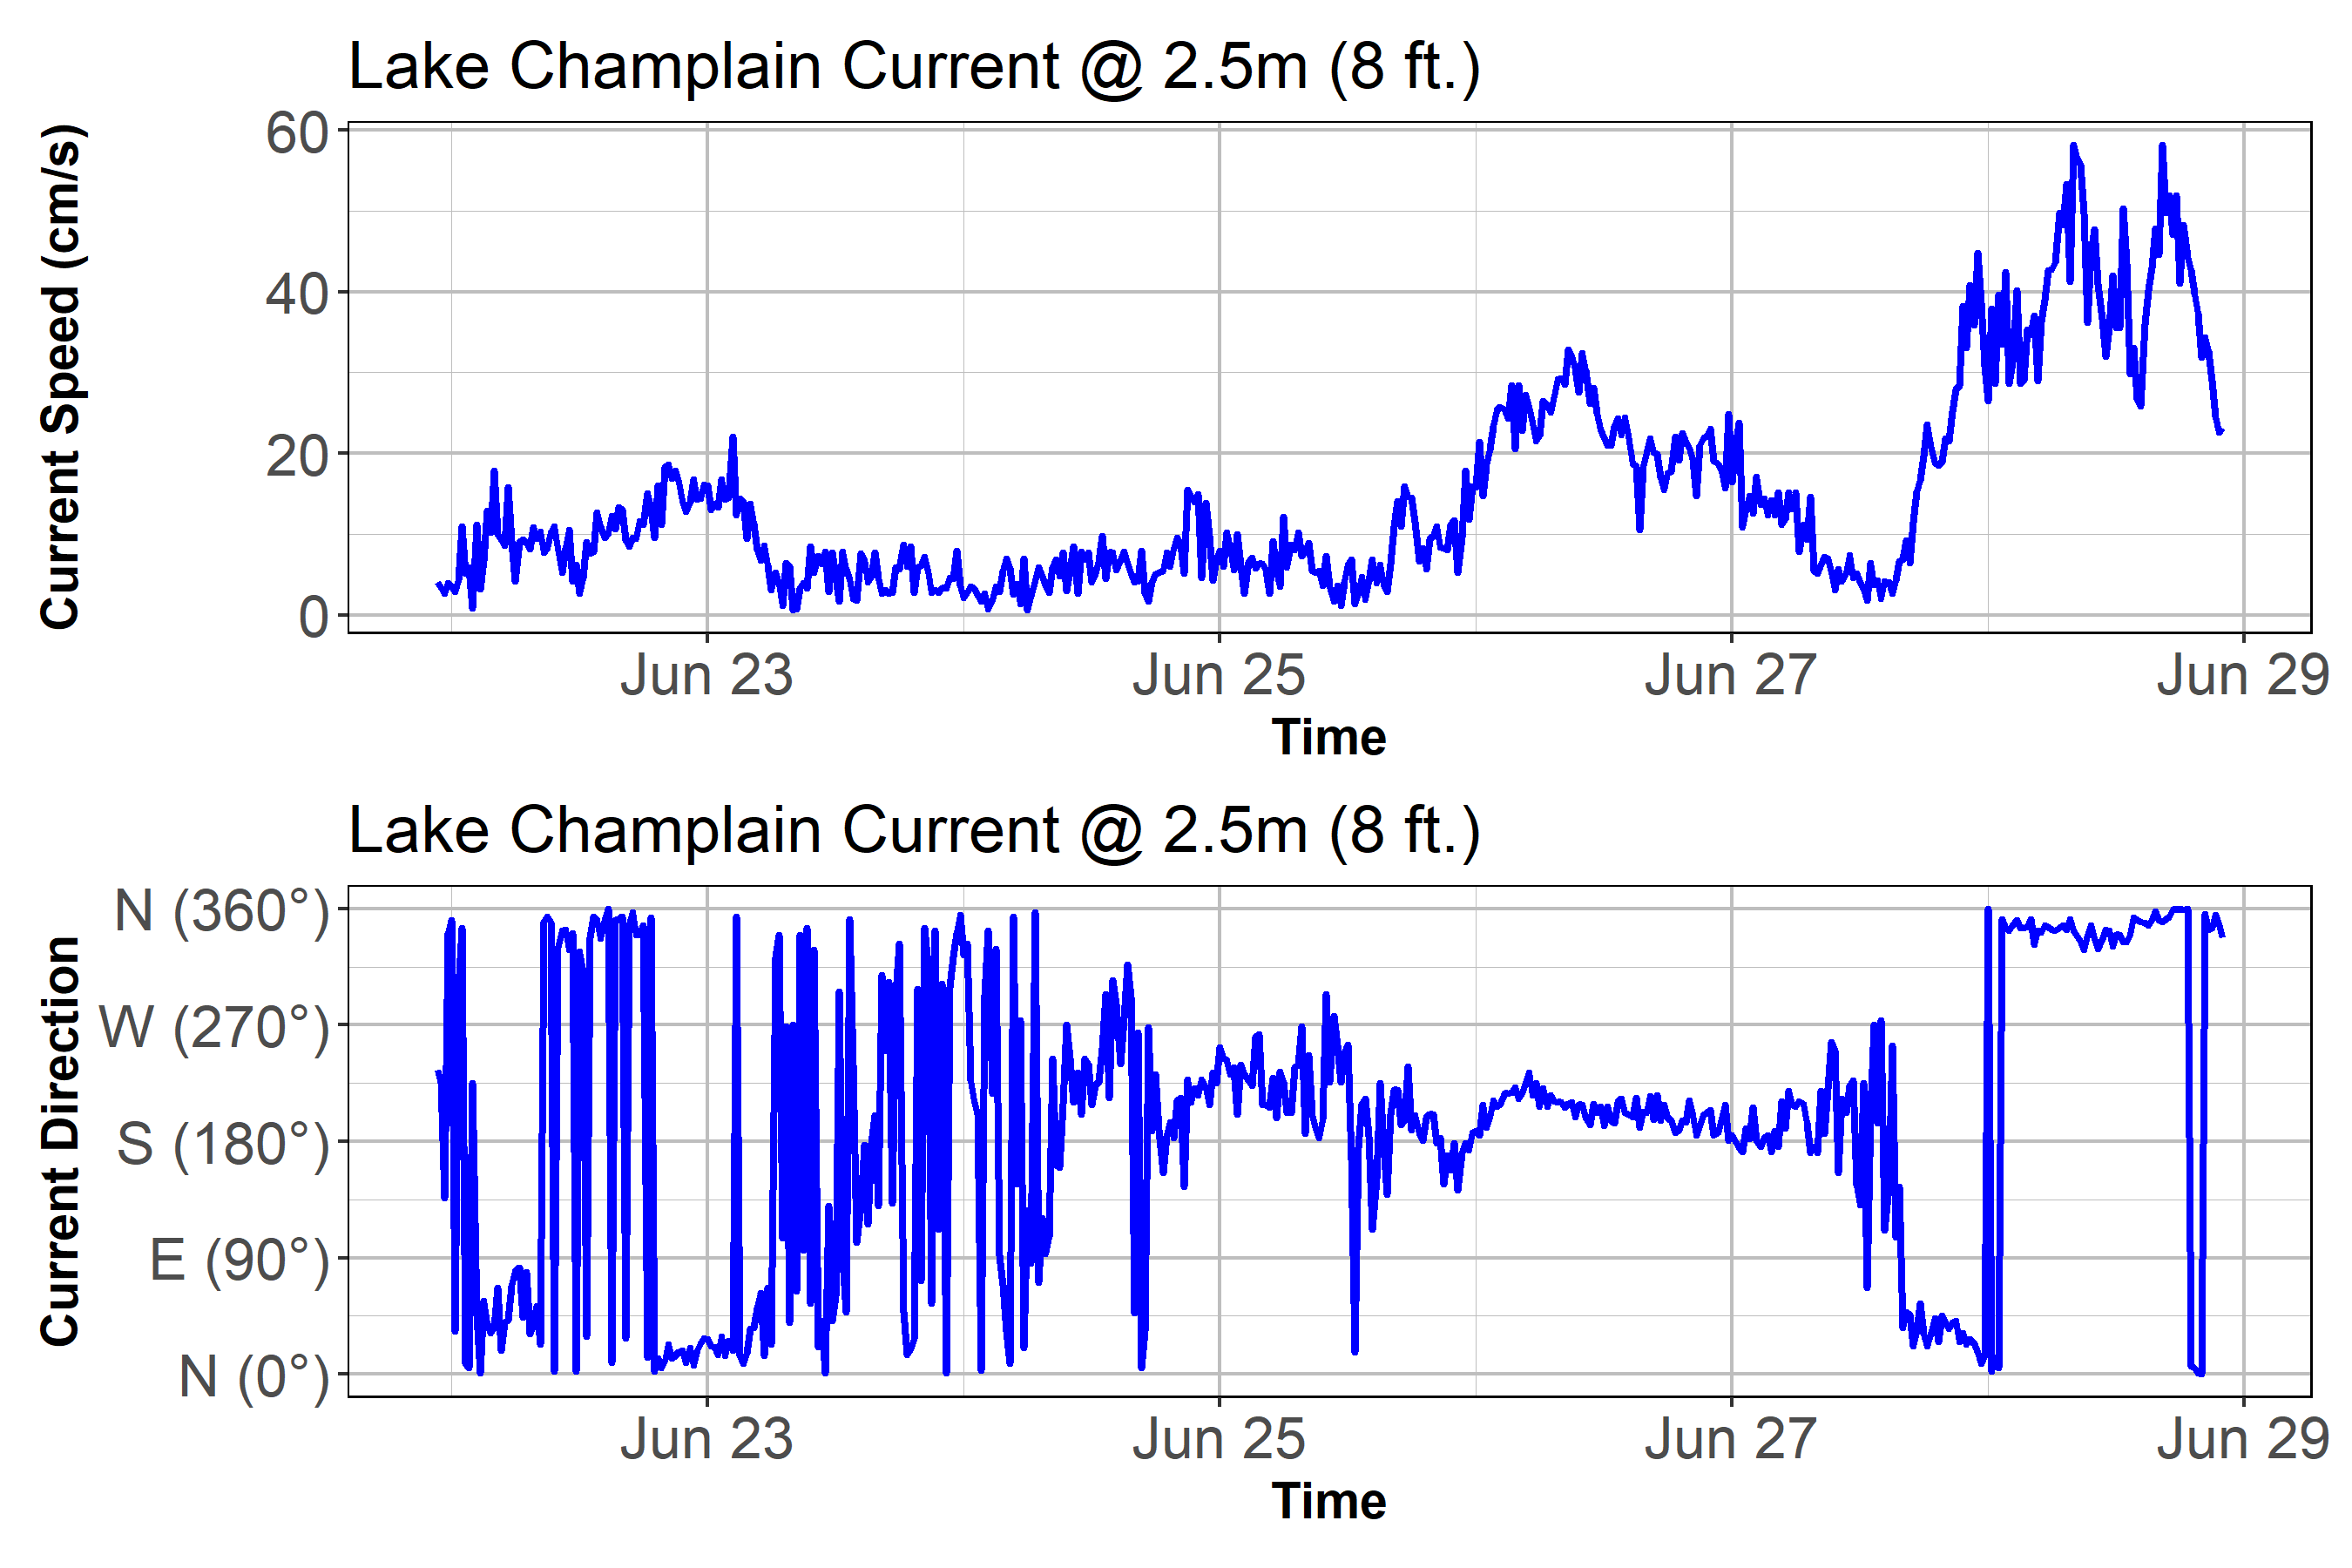 Lake Champlain Current @ 2.5m (8 ft.)
Current Speed (cm/s)
60
40
20
0
Jun 23 Jun 25 Jun 27 Jun 29
Time
Lake Champlain Current @ 2.5m (8 ft.)
Current Direction
N (360°)
W (270°)
S (180°)
E (90°)
N (0°)
Jun 23 Jun 25 Jun 27 Jun 29
Time